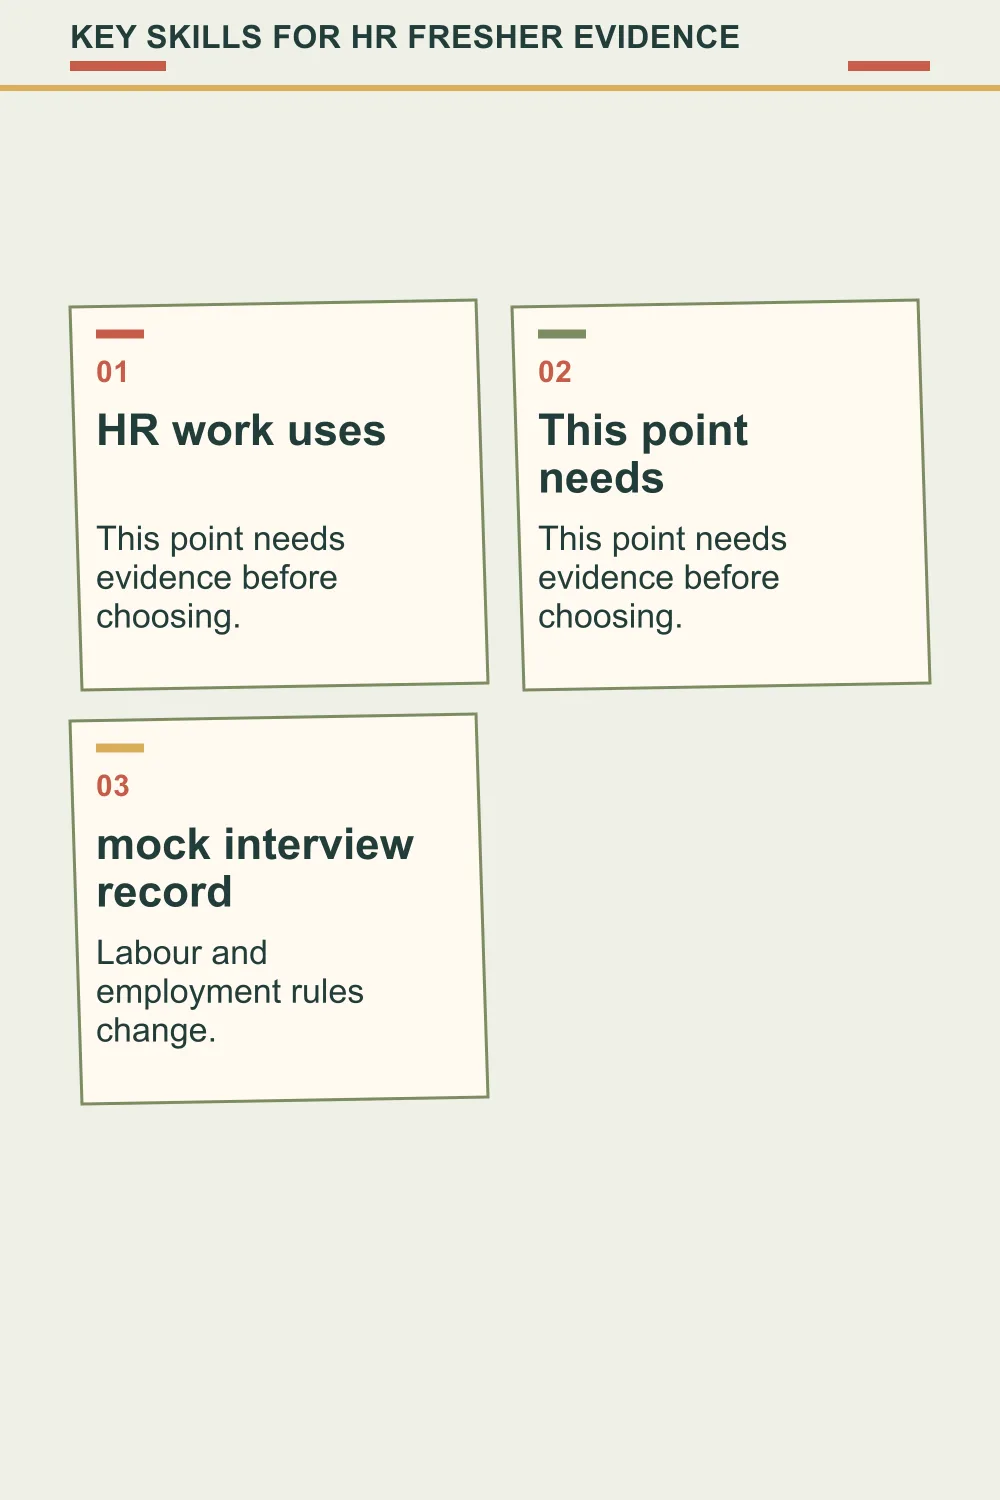 KEY SKILLS FOR HR FRESHER EVIDENCE
01
HR work uses
This point needs
evidence before
choosing.
02
This point
needs
This point needs
evidence before
choosing.
03
mock interview
record
Labour and
employment rules
change.